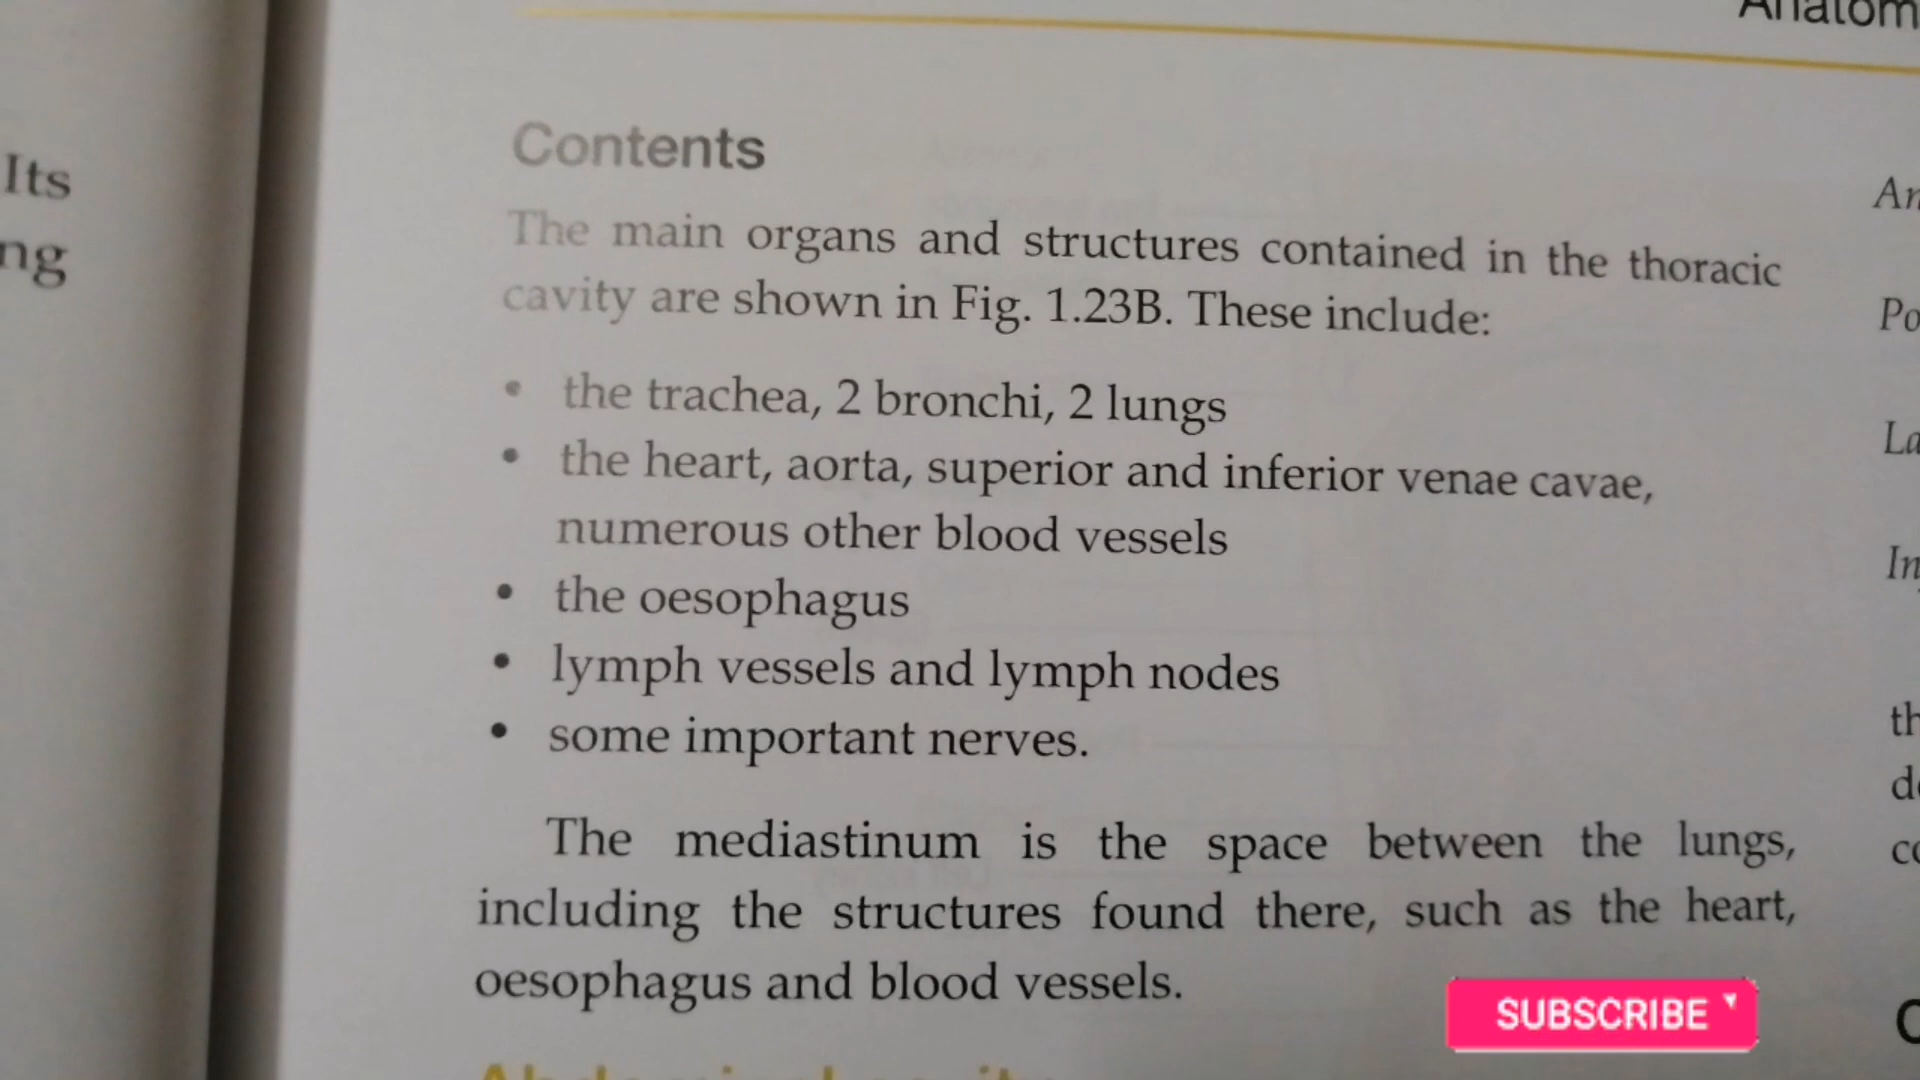 Its
ng
Contents
The main organs and structures contained in the thoracic
cavity are shown in Fig. 1.23B. These include:
• the trachea, 2 bronchi, 2 lungs
• the heart, aorta, superior and inferior venae cavae,
numerous other blood vessels
• the oesophagus
• lymph vessels and lymph nodes
• some important nerves.
The mediastinum is the space between the lungs,
including the structures found there, such as the heart,
oesophagus and blood vessels.
SUBSCRIBE